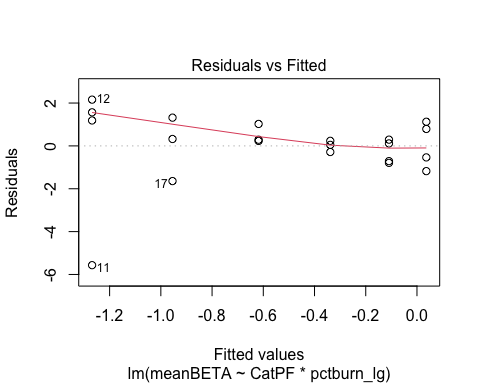 Residuals vs Fitted
Residuals
2
0
-2
-4
-6
12
17
11
-1.2 -1.0 -0.8 -0.6 -0.4 -0.2 0.0
Fitted values
lm(meanBETA ~ CatPF * pctburn_lg)